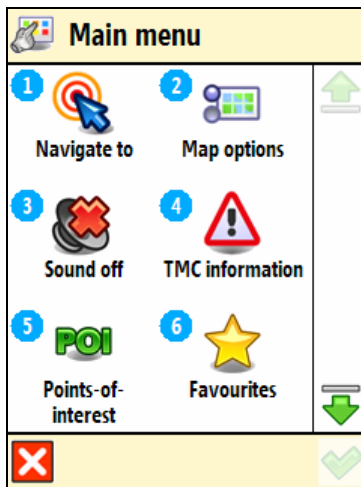 Main menu
1
2
Navigate to
Map options
3
4
Sound off
TMC information
5
POI
6
Points-of-
interest
Favourites